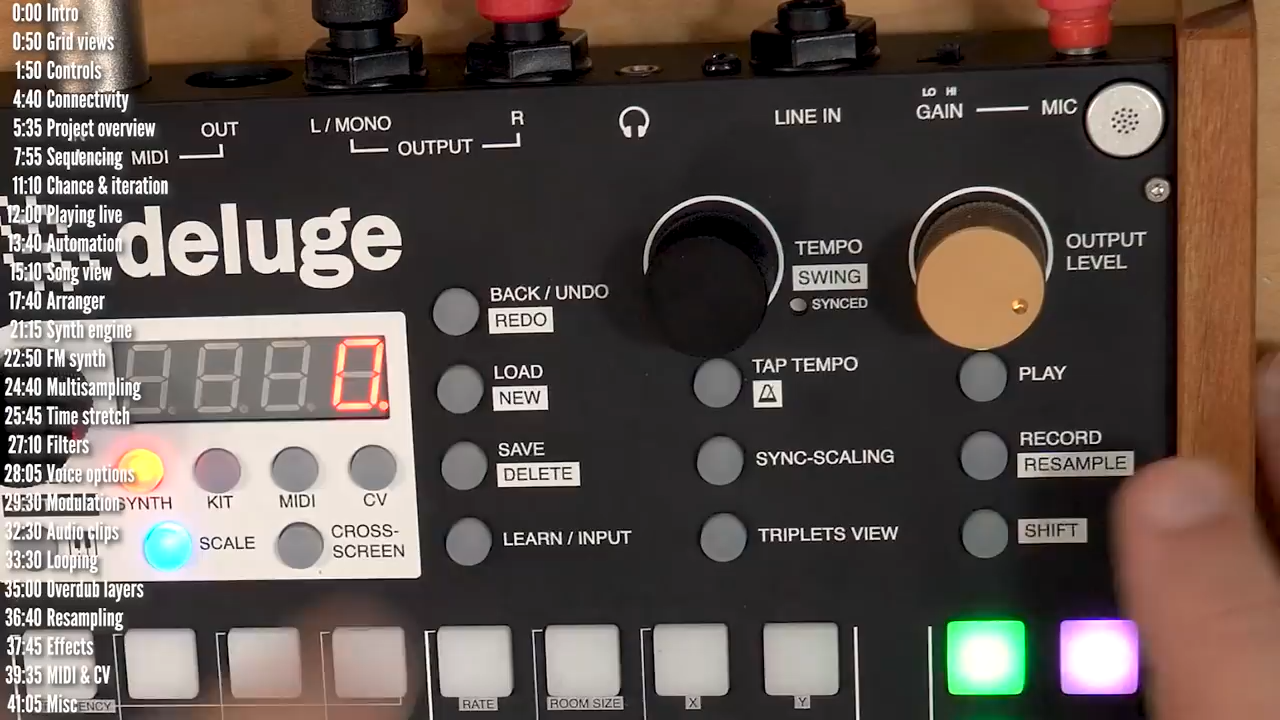 0:00 Intro
0:50 Grid views
1:50 Controls
4:40 Connectivity
5:35 Project overview
7:55 Sequencing
11:10 Chance & iteration
12:00 Playing live
13:40 Automation
15:10 Song view
17:40 Arranger
21:15 Synth engine
22:50 FM synth
24:40 Multisampling
25:45 Time stretch
27:10 Filters
28:05 Voice options
29:30 Modulation
32:30 Audio clips
33:30 Looping
35:00 Overdub layers
36:40 Resampling
37:45 Effects
39:35 MIDI & CV
41:05 Misc
MIDI
OUT
L / MONO
OUTPUT
R
LINE IN
LO HI
GAIN
MIC
deluge
TEMPO
SWING
SYNCED
OUTPUT
LEVEL
BACK / UNDO
REDO
LOAD
NEW
SAVE
DELETE
LEARN / INPUT
TAP TEMPO
SYNC-SCALING
TRIPLETS VIEW
PLAY
RECORD
RESAMPLE
SHIFT
0.
SYNTH
KIT
MIDI
CV
SCALE
CROSS-
SCREEN
RATE
ROOM SIZE
X
Y